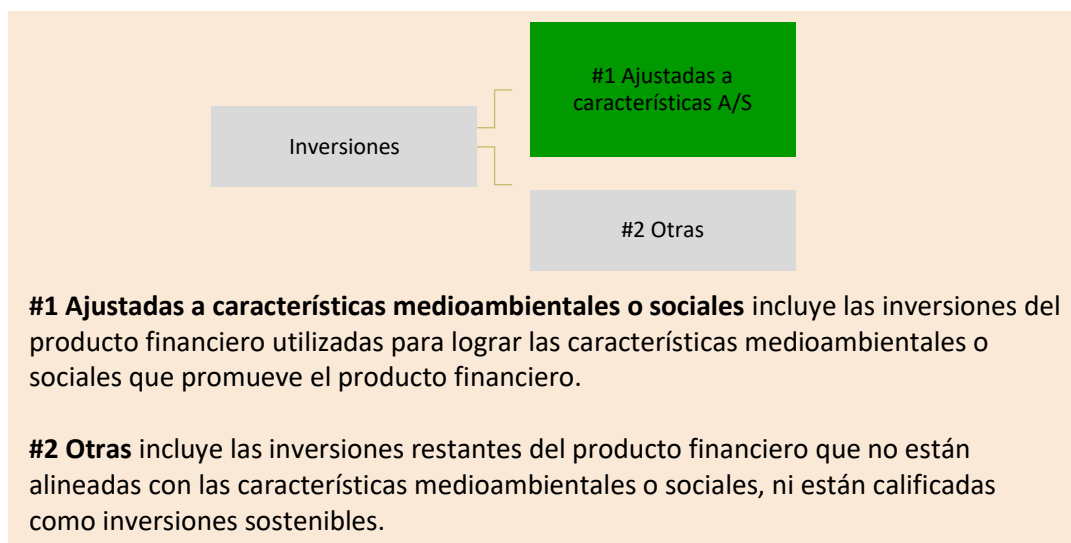 #1 Ajustadas a
características A/S
Inversiones
#2 Otras
#1 Ajustadas a características medioambientales o sociales incluye las inversiones del
producto financiero utilizadas para lograr las características medioambientales o
sociales que promueve el producto financiero.
#2 Otras incluye las inversiones restantes del producto financiero que no están
alineadas con las características medioambientales o sociales, ni están calificadas
como inversiones sostenibles.